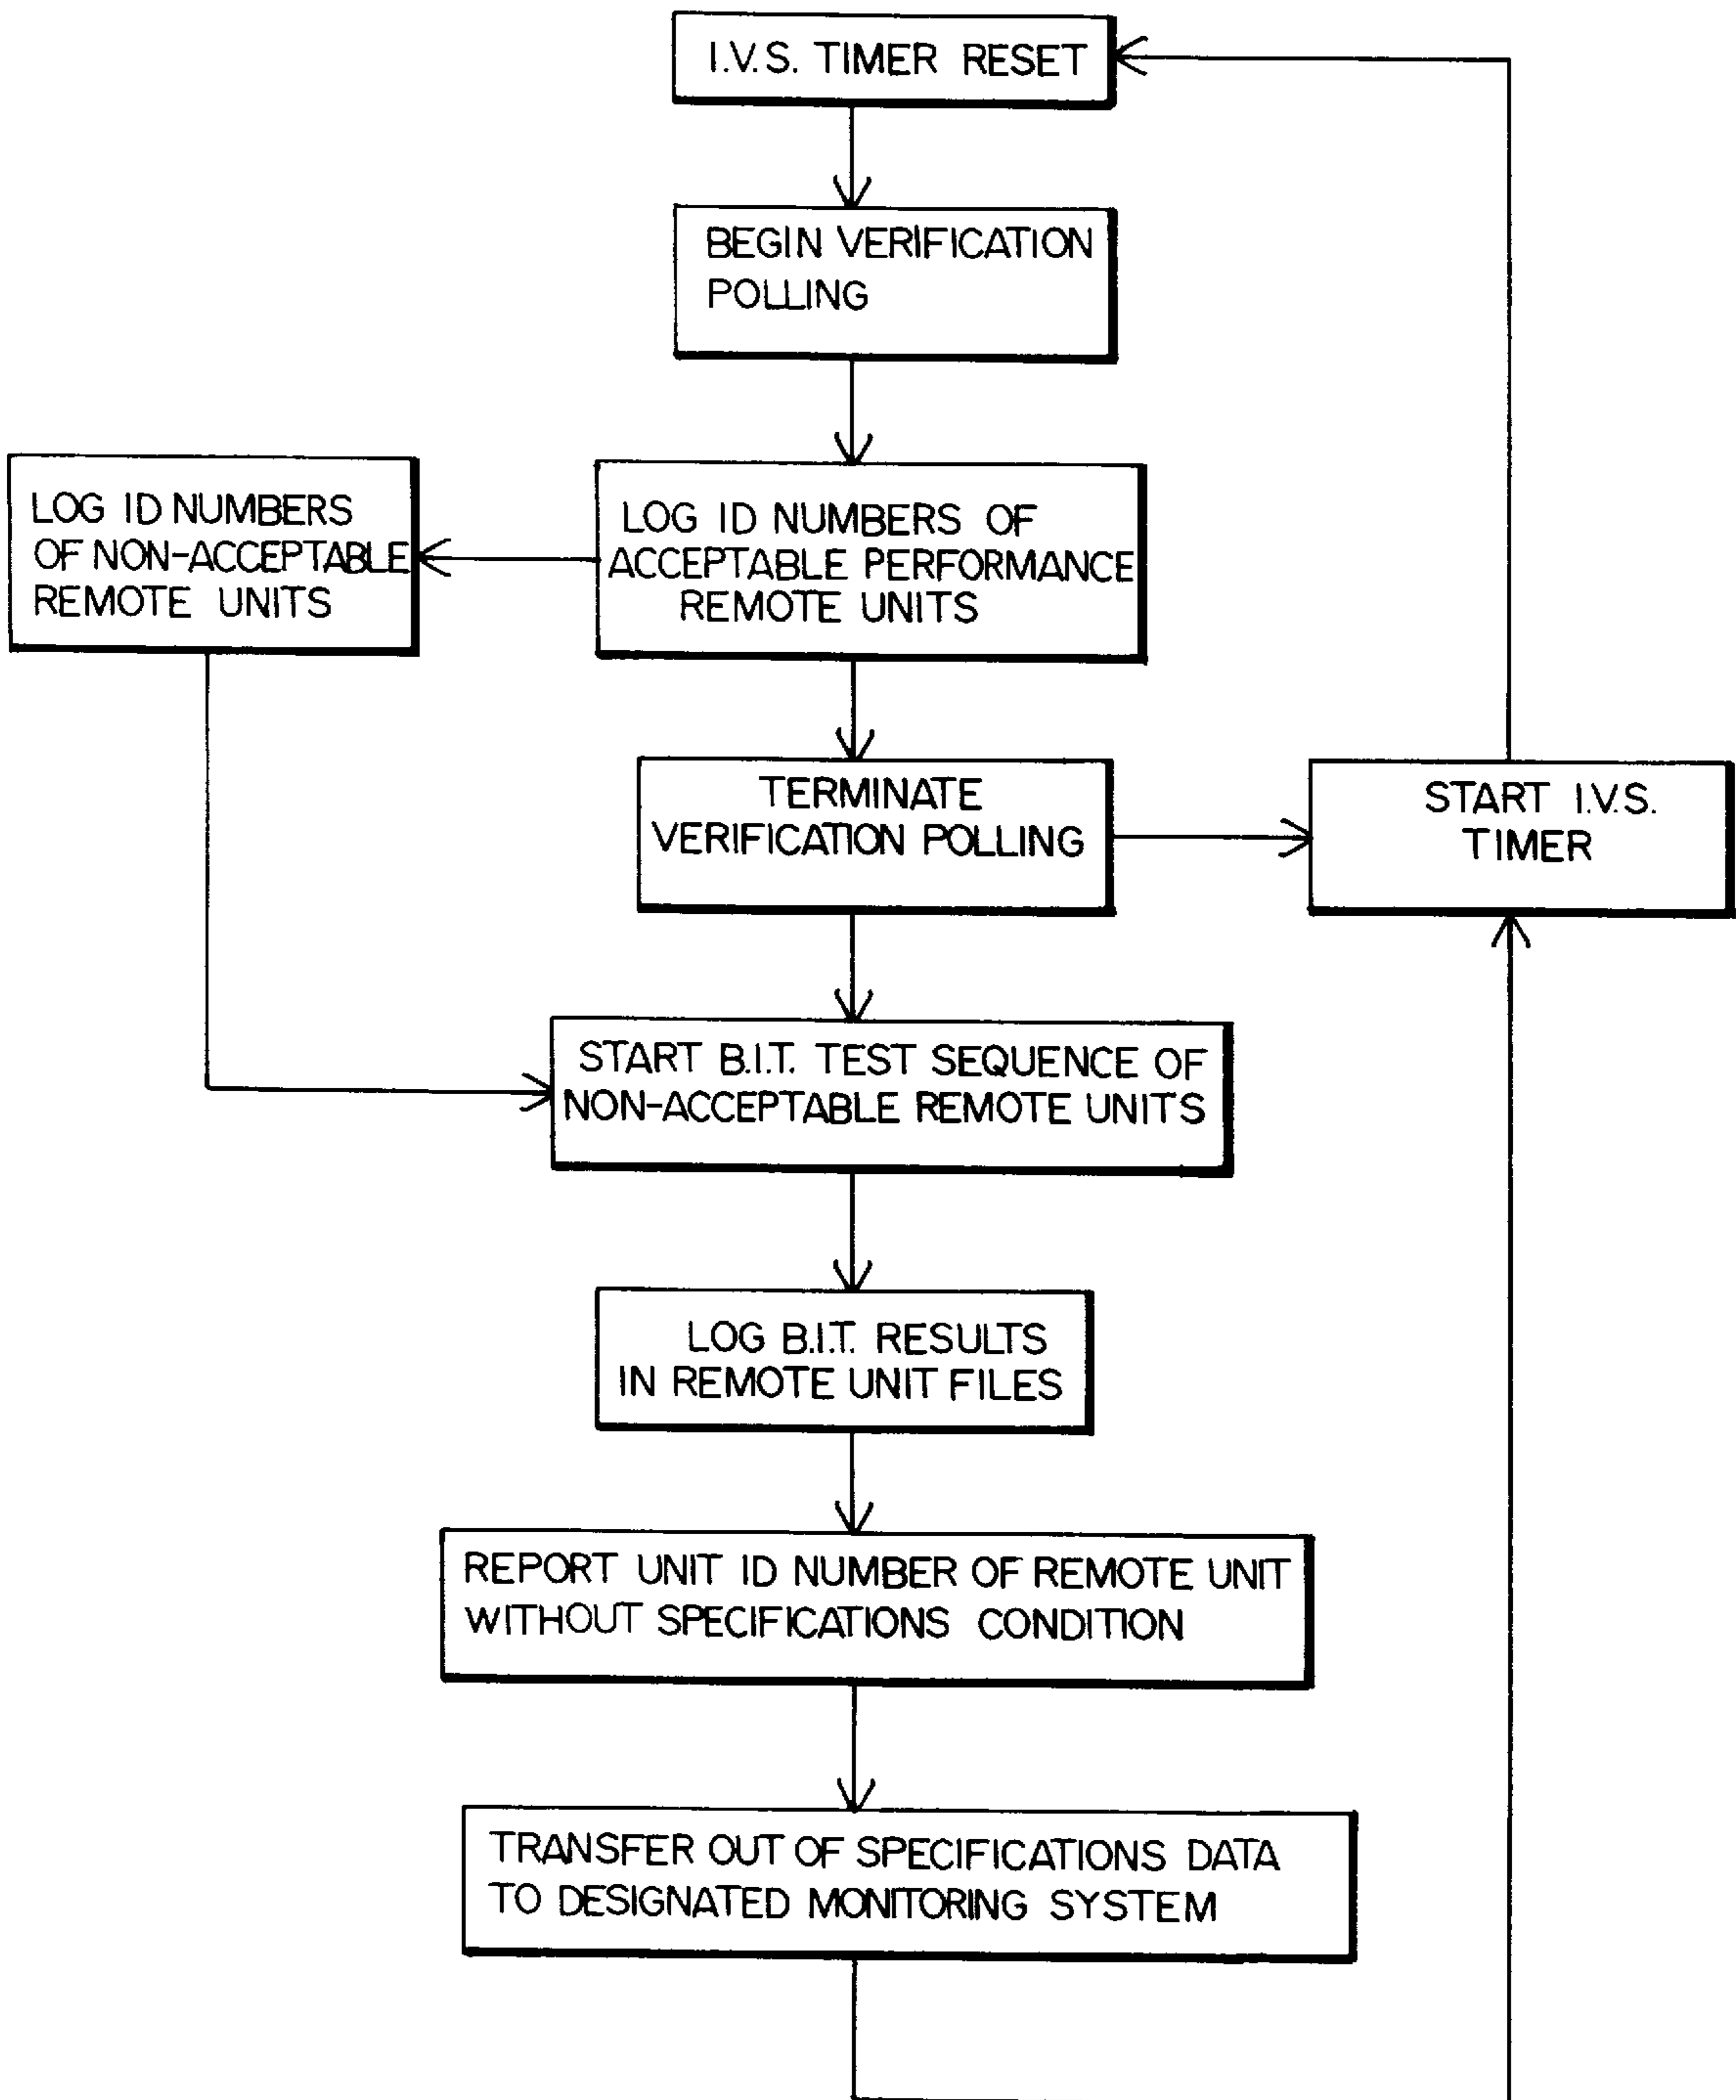 I.V.S. TIMER RESET
BEGIN VERIFICATION
POLLING
LOG ID NUMBERS
OF NON-ACCEPTABLE
REMOTE UNITS
LOG ID NUMBERS OF
ACCEPTABLE PERFORMANCE
REMOTE UNITS
TERMINATE
VERIFICATION POLLING
START I.V.S.
TIMER
START B.I.T. TEST SEQUENCE OF
NON-ACCEPTABLE REMOTE UNITS
LOG B.I.T. RESULTS
IN REMOTE UNIT FILES
REPORT UNIT ID NUMBER OF REMOTE UNIT
WITHOUT SPECIFICATIONS CONDITION
TRANSFER OUT OF SPECIFICATIONS DATA
TO DESIGNATED MONITORING SYSTEM